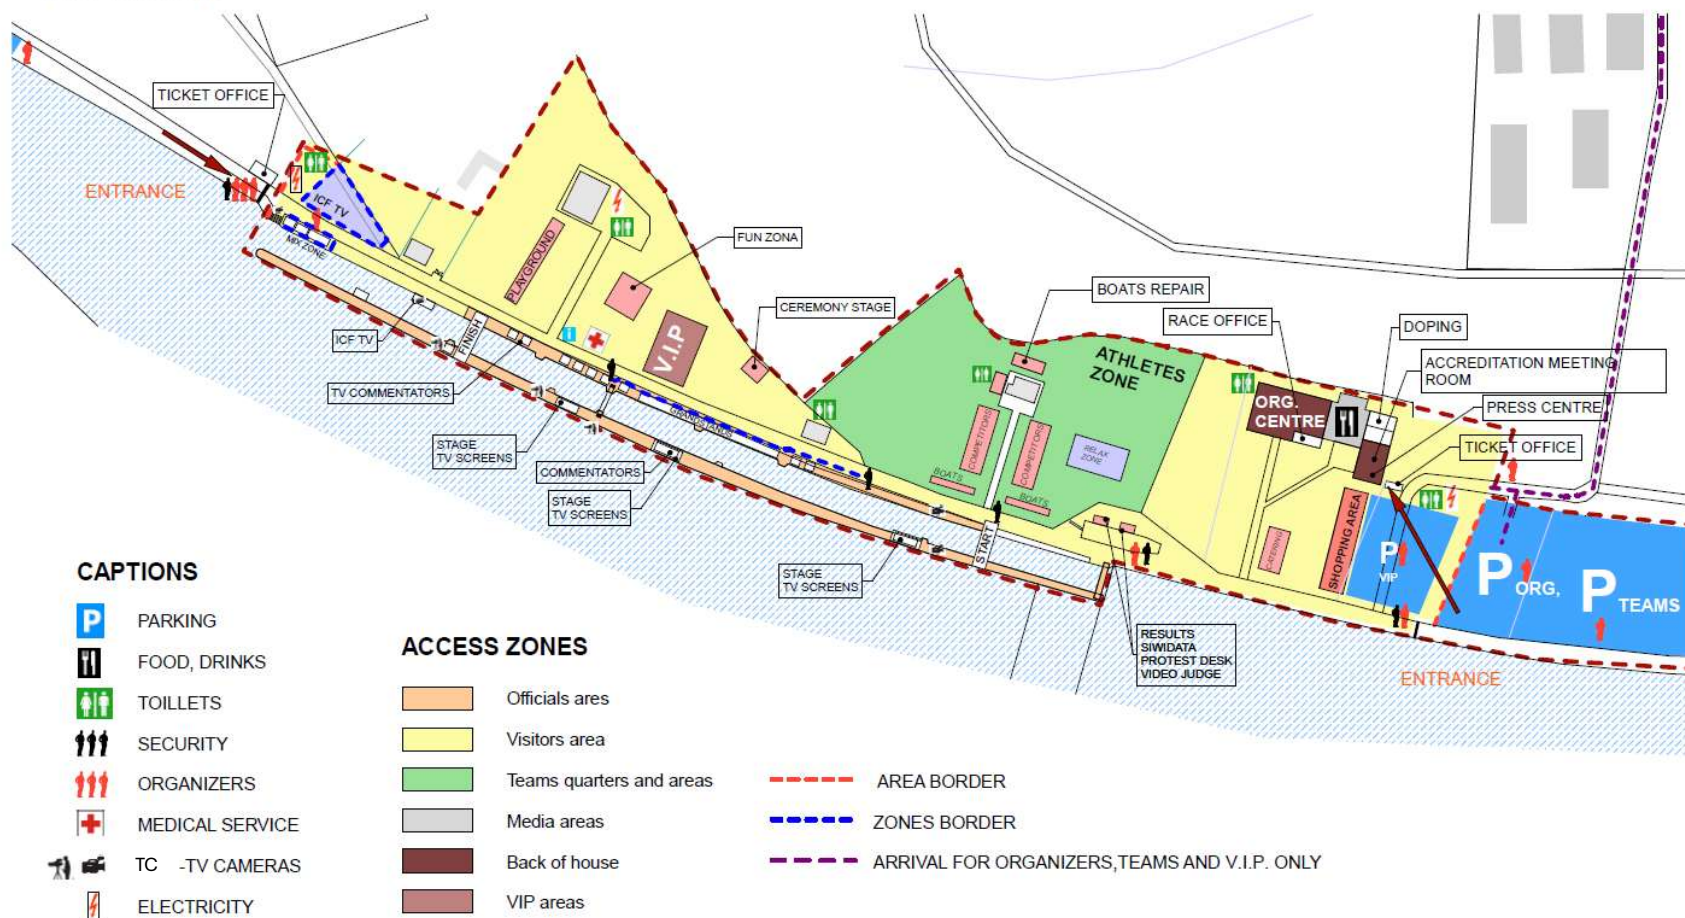 TICKET OFFICE
ENTRANCE
ICF TV
MIX ZONE
PLAYGROUND
FUN ZONA
V.I.P
CEREMONY STAGE
ICF TV
FINISH
TV COMMENTATORS
GRANDSTANDS
STAGE
TV SCREENS
COMMENTATORS
STAGE
TV SCREENS
STAGE
TV SCREENS
START
BOATS REPAIR
ATHLETES
ZONE
COMPETITORS
COMPETITORS
BOATS
BOATS
RELAX
ZONE
RACE OFFICE
DOPING
ACCREDITATION MEETING
ROOM
PRESS CENTRE
TICKET OFFICE
ORG.
CENTRE
CATERING
SHOPPING AREA
P
VIP
P ORG,
P TEAMS
RESULTS
SIWIDATA
PROTEST DESK
VIDEO JUDGE
ENTRANCE
CAPTIONS
P PARKING
FOOD, DRINKS
TOILLETS
SECURITY
ORGANIZERS
MEDICAL SERVICE
TC -TV CAMERAS
ELECTRICITY
ACCESS ZONES
Officials ares
Visitors area
Teams quarters and areas
Media areas
Back of house
VIP areas
AREA BORDER
ZONES BORDER
ARRIVAL FOR ORGANIZERS,TEAMS AND V.I.P. ONLY